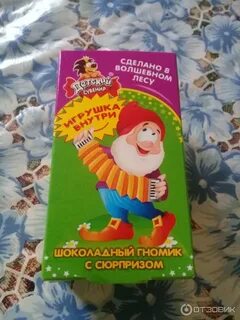 Детский
сувенир
СДЕЛАНО В
ВОЛШЕБНОМ
ЛЕСУ
ИГРУШКА
ВНУТРИ
ШОКОЛАДНЫЙ ГНОМИК
С СЮРПРИЗОМ
ОТЗОВИК